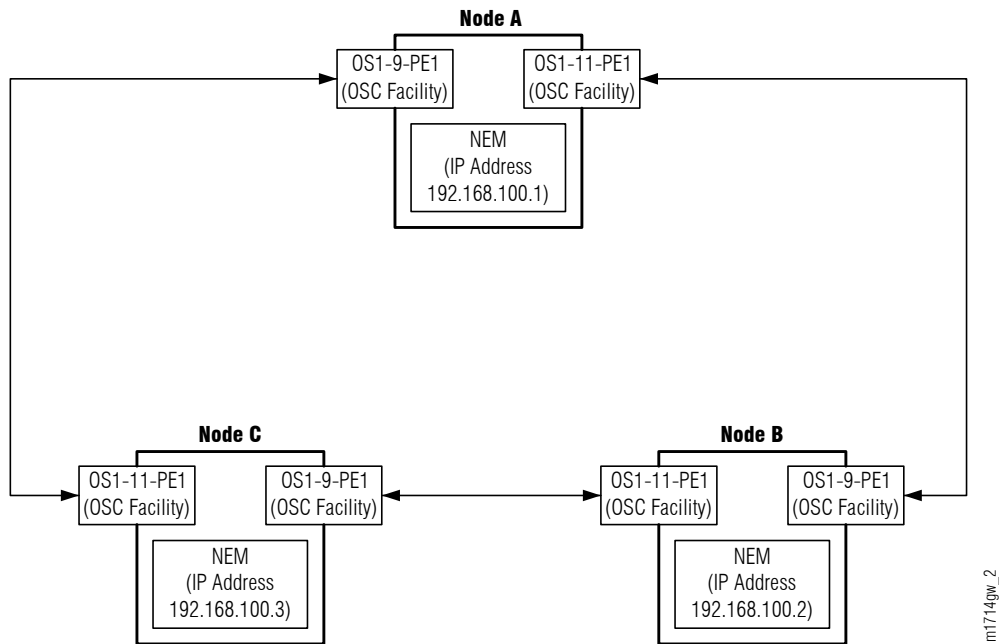 Node A
OS1-9-PE1
(OSC Facility)
OS1-11-PE1
(OSC Facility)
NEM
(IP Address
192.168.100.1)
Node C
OS1-11-PE1
(OSC Facility)
OS1-9-PE1
(OSC Facility)
NEM
(IP Address
192.168.100.3)
Node B
OS1-11-PE1
(OSC Facility)
OS1-9-PE1
(OSC Facility)
NEM
(IP Address
192.168.100.2)
m1714gw_2